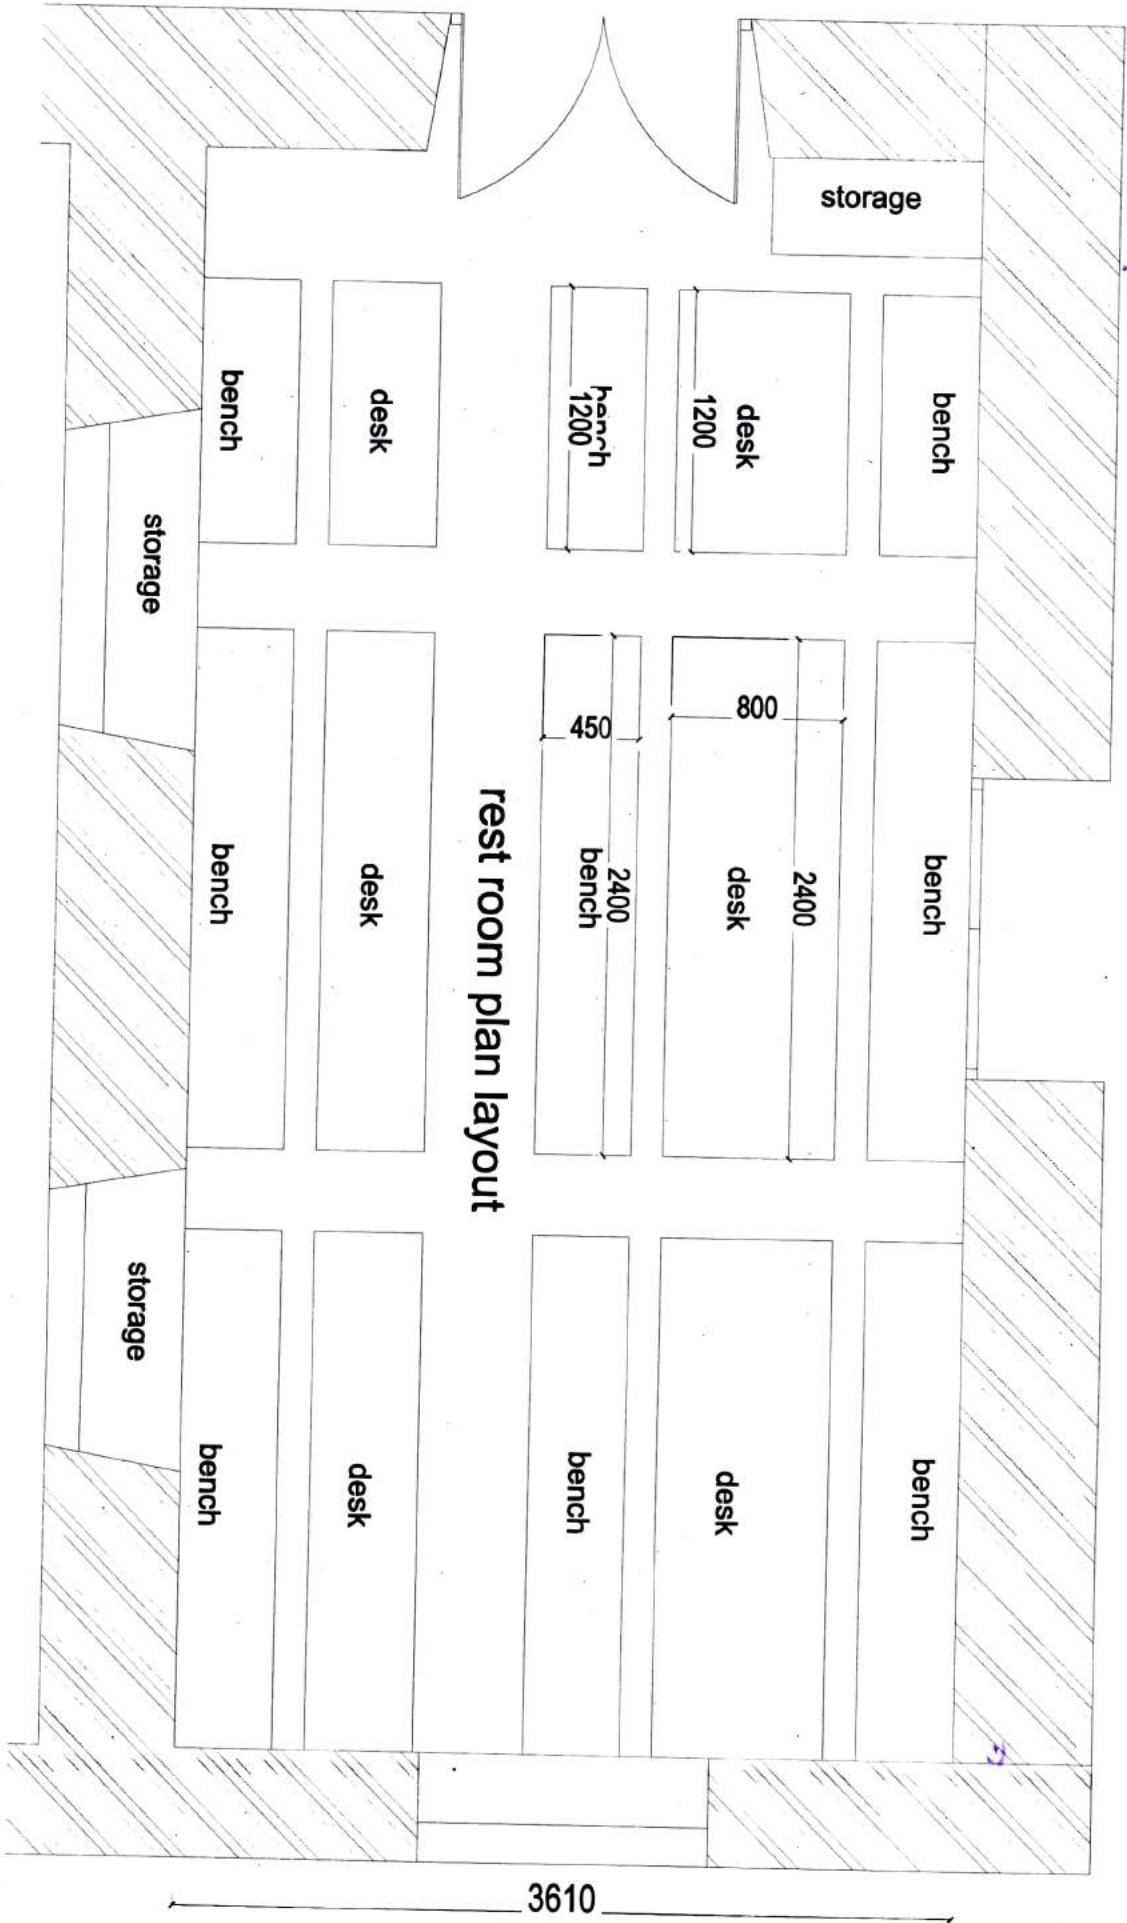 storage
bench
desk
bench
1200
desk
1200
bench
storage
450
800
bench
desk
rest room plan layout
bench
2400
desk
2400
bench
storage
bench
desk
bench
desk
bench
3610